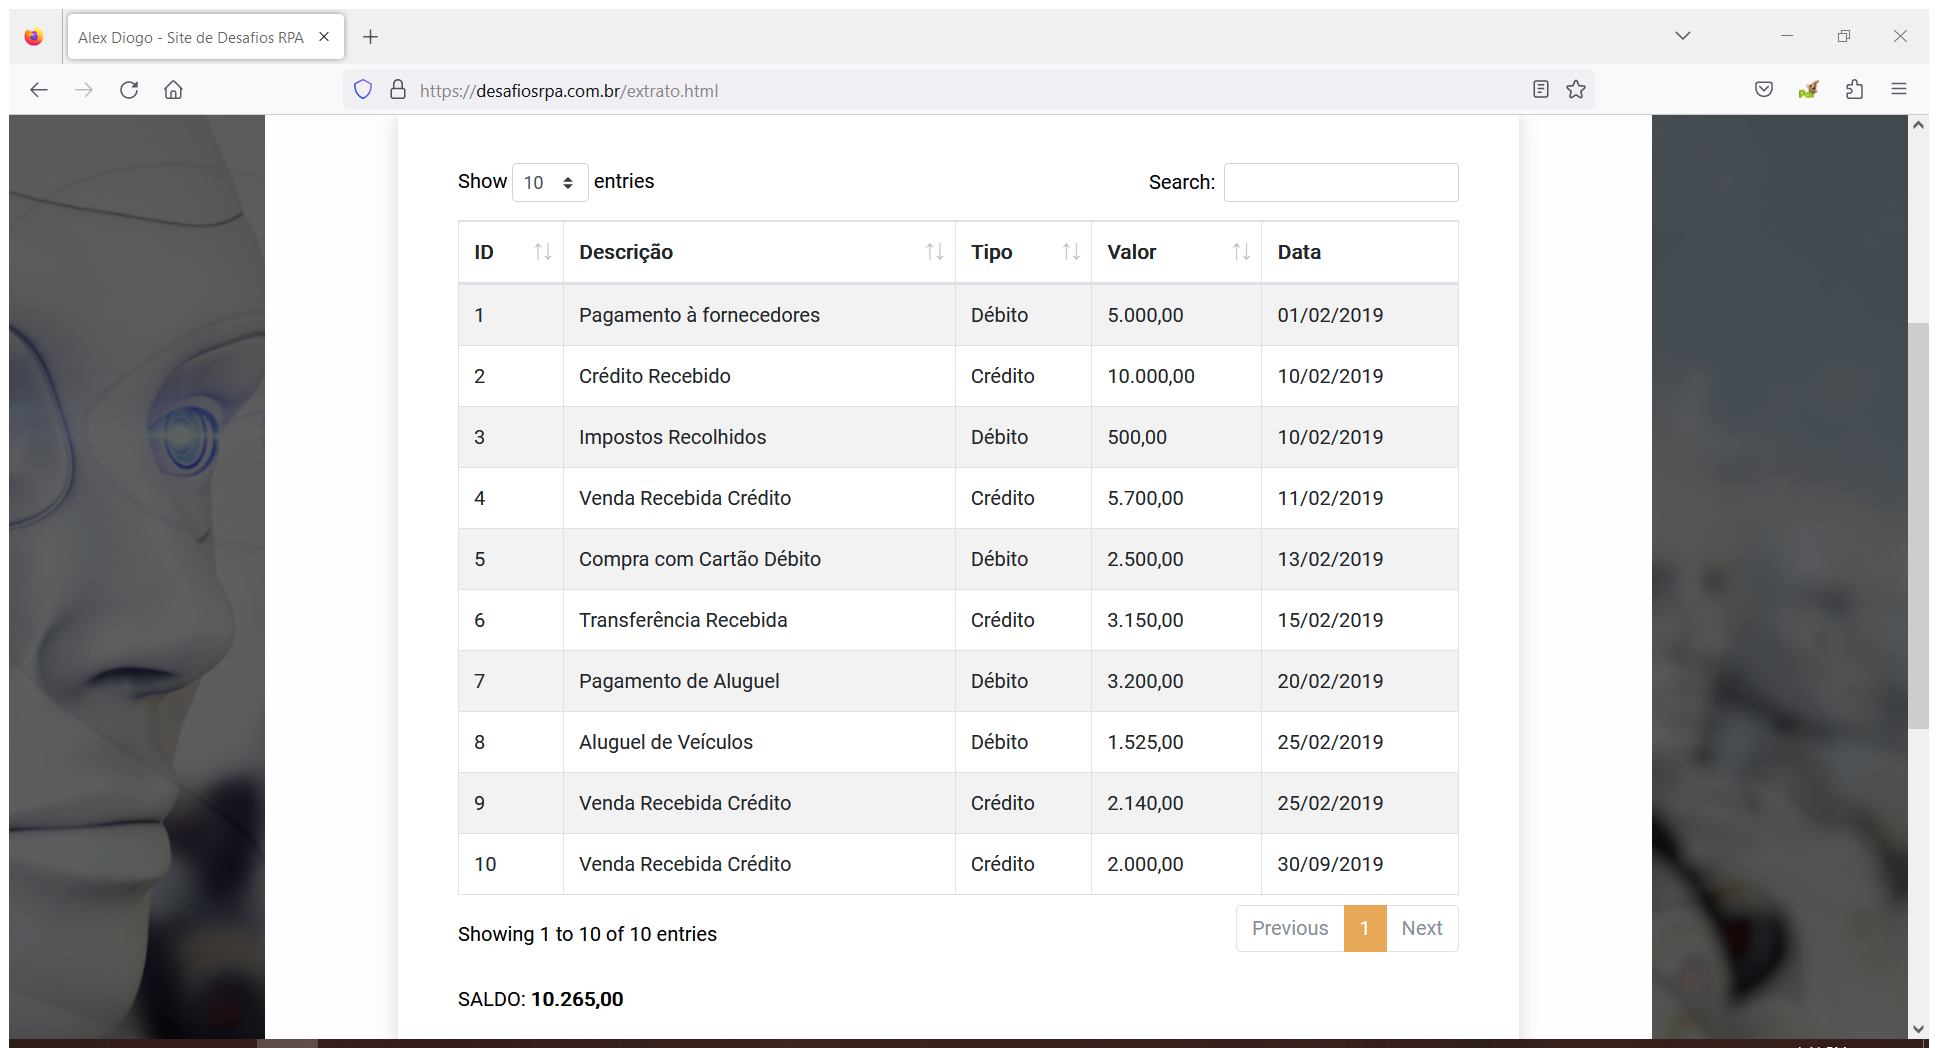 Alex Diogo - Site de Desafios RPA
https://desafiosrpa.com.br/extrato.html
Show 10 entries Search:
ID Descrição Tipo Valor Data
1 Pagamento à fornecedores Débito 5.000,00 01/02/2019
2 Crédito Recebido Crédito 10.000,00 10/02/2019
3 Impostos Recolhidos Débito 500,00 10/02/2019
4 Venda Recebida Crédito Crédito 5.700,00 11/02/2019
5 Compra com Cartão Débito Débito 2.500,00 13/02/2019
6 Transferência Recebida Crédito 3.150,00 15/02/2019
7 Pagamento de Aluguel Débito 3.200,00 20/02/2019
8 Aluguel de Veículos Débito 1.525,00 25/02/2019
9 Venda Recebida Crédito Crédito 2.140,00 25/02/2019
10 Venda Recebida Crédito Crédito 2.000,00 30/09/2019
Showing 1 to 10 of 10 entries Previous 1 Next
SALDO: 10.265,00